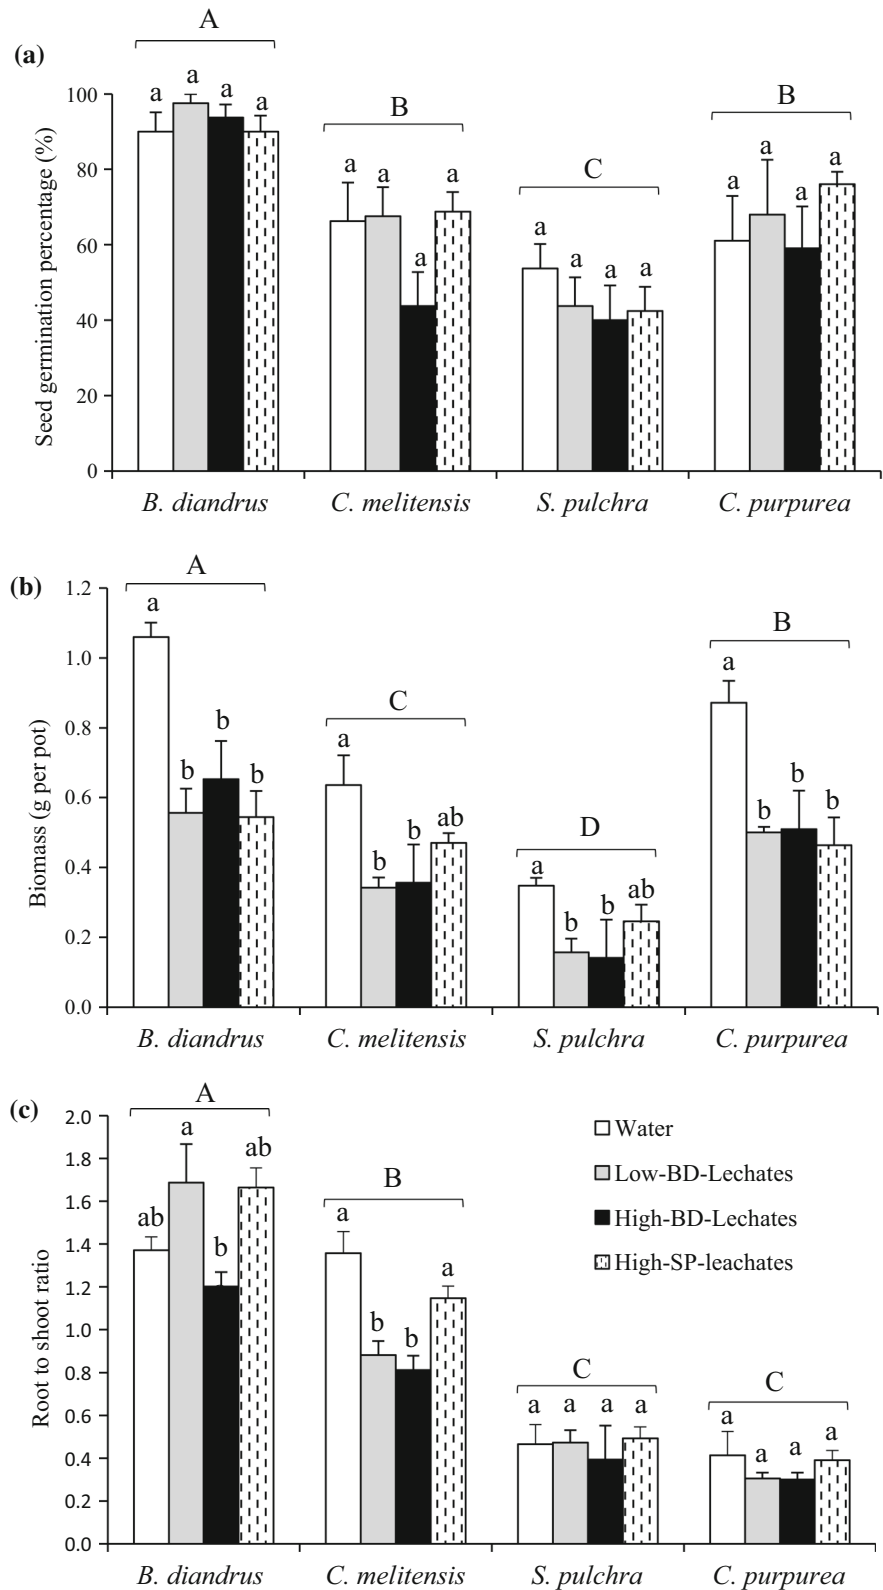 (a)
A
B
C
B
a a a a
a a a a
a a a a
a a a a
Seed germination percentage (%)
100
80
60
40
20
0
B. diandrus C. melitensis S. pulchra C. purpurea
(b)
A
C
D
B
a b b b
a b b ab
a b b ab
a b b b
Biomass (g per pot)
1.2
1.0
0.8
0.6
0.4
0.2
0.0
B. diandrus C. melitensis S. pulchra C. purpurea
(c)
A
B
C
C
ab a b ab
a b b a
a a a a
a a a a
Root to shoot ratio
2.0
1.8
1.6
1.4
1.2
1.0
0.8
0.6
0.4
0.2
0.0
Water
Low-BD-Lechates
High-BD-Lechates
High-SP-leachates
B. diandrus C. melitensis S. pulchra C. purpurea